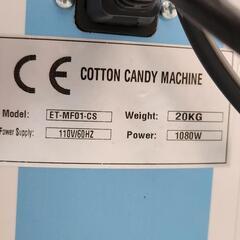 CE COTTON CANDY MACHINE
Model: ET-MF01-CS Weight: 20KG
Power Supply: 110V/60HZ Power: 1080W